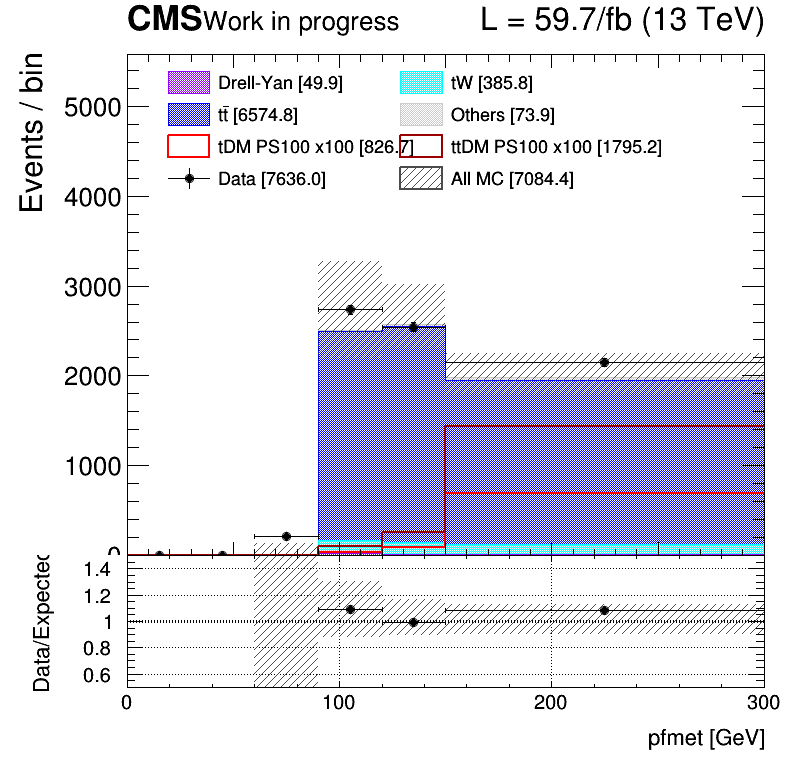 CMS Work in progress L = 59.7/fb (13 TeV)
Events / bin
Drell-Yan [49.9] tW [385.8]
tt̄ [6574.8] Others [73.9]
tDM PS100 x100 [826.7] ttDM PS100 x100 [1795.2]
Data [7636.0] All MC [7084.4]
5000
4000
3000
2000
1000
0
Data/Expected
1.4
1.2
1
0.8
0.6
0 100 200 300
pfmet [GeV]